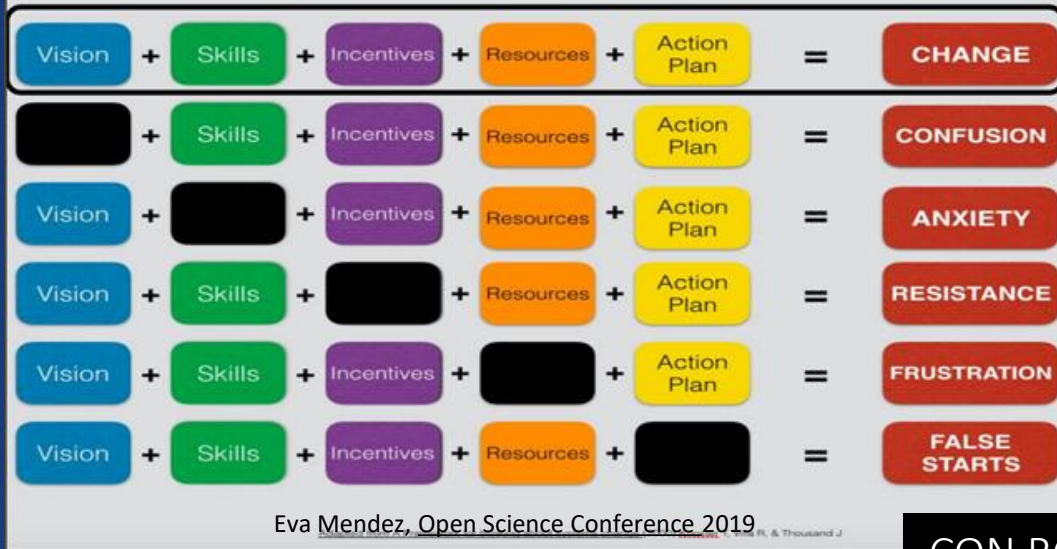 Vision + Skills + Incentives + Resources + Action Plan = CHANGE
+ Skills + Incentives + Resources + Action Plan = CONFUSION
Vision + + Incentives + Resources + Action Plan = ANXIETY
Vision + Skills + + Resources + Action Plan = RESISTANCE
Vision + Skills + Incentives + + Action Plan = FRUSTRATION
Vision + Skills + Incentives + Resources + = FALSE STARTS
Eva Mendez, Open Science Conference 2019
R, & Thousand J